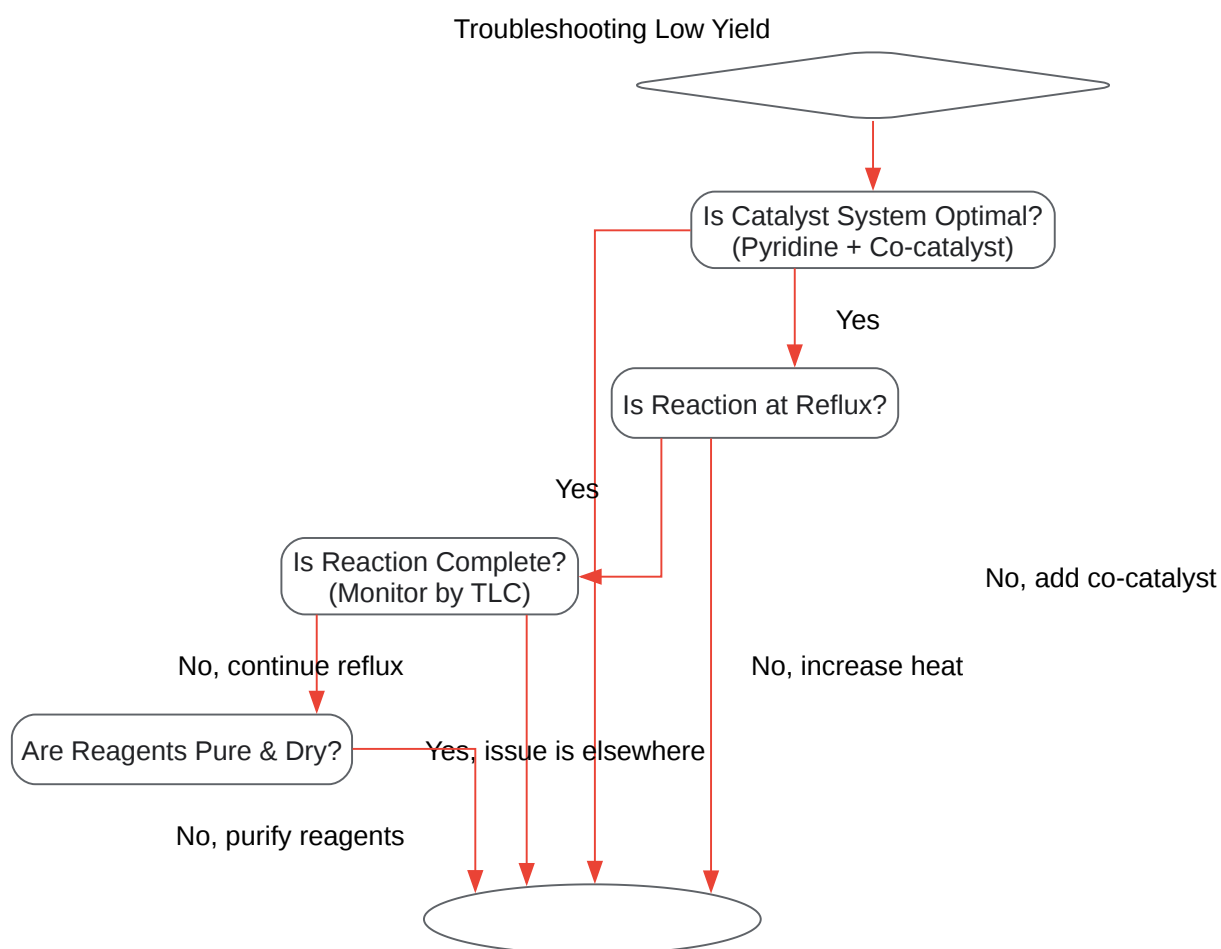 Troubleshooting Low Yield
Is Catalyst System Optimal?
(Pyridine + Co-catalyst)
Yes
Is Reaction at Reflux?
Yes
Is Reaction Complete?
(Monitor by TLC)
No, add co-catalyst
No, continue reflux
No, increase heat
Are Reagents Pure & Dry?
Yes, issue is elsewhere
No, purify reagents